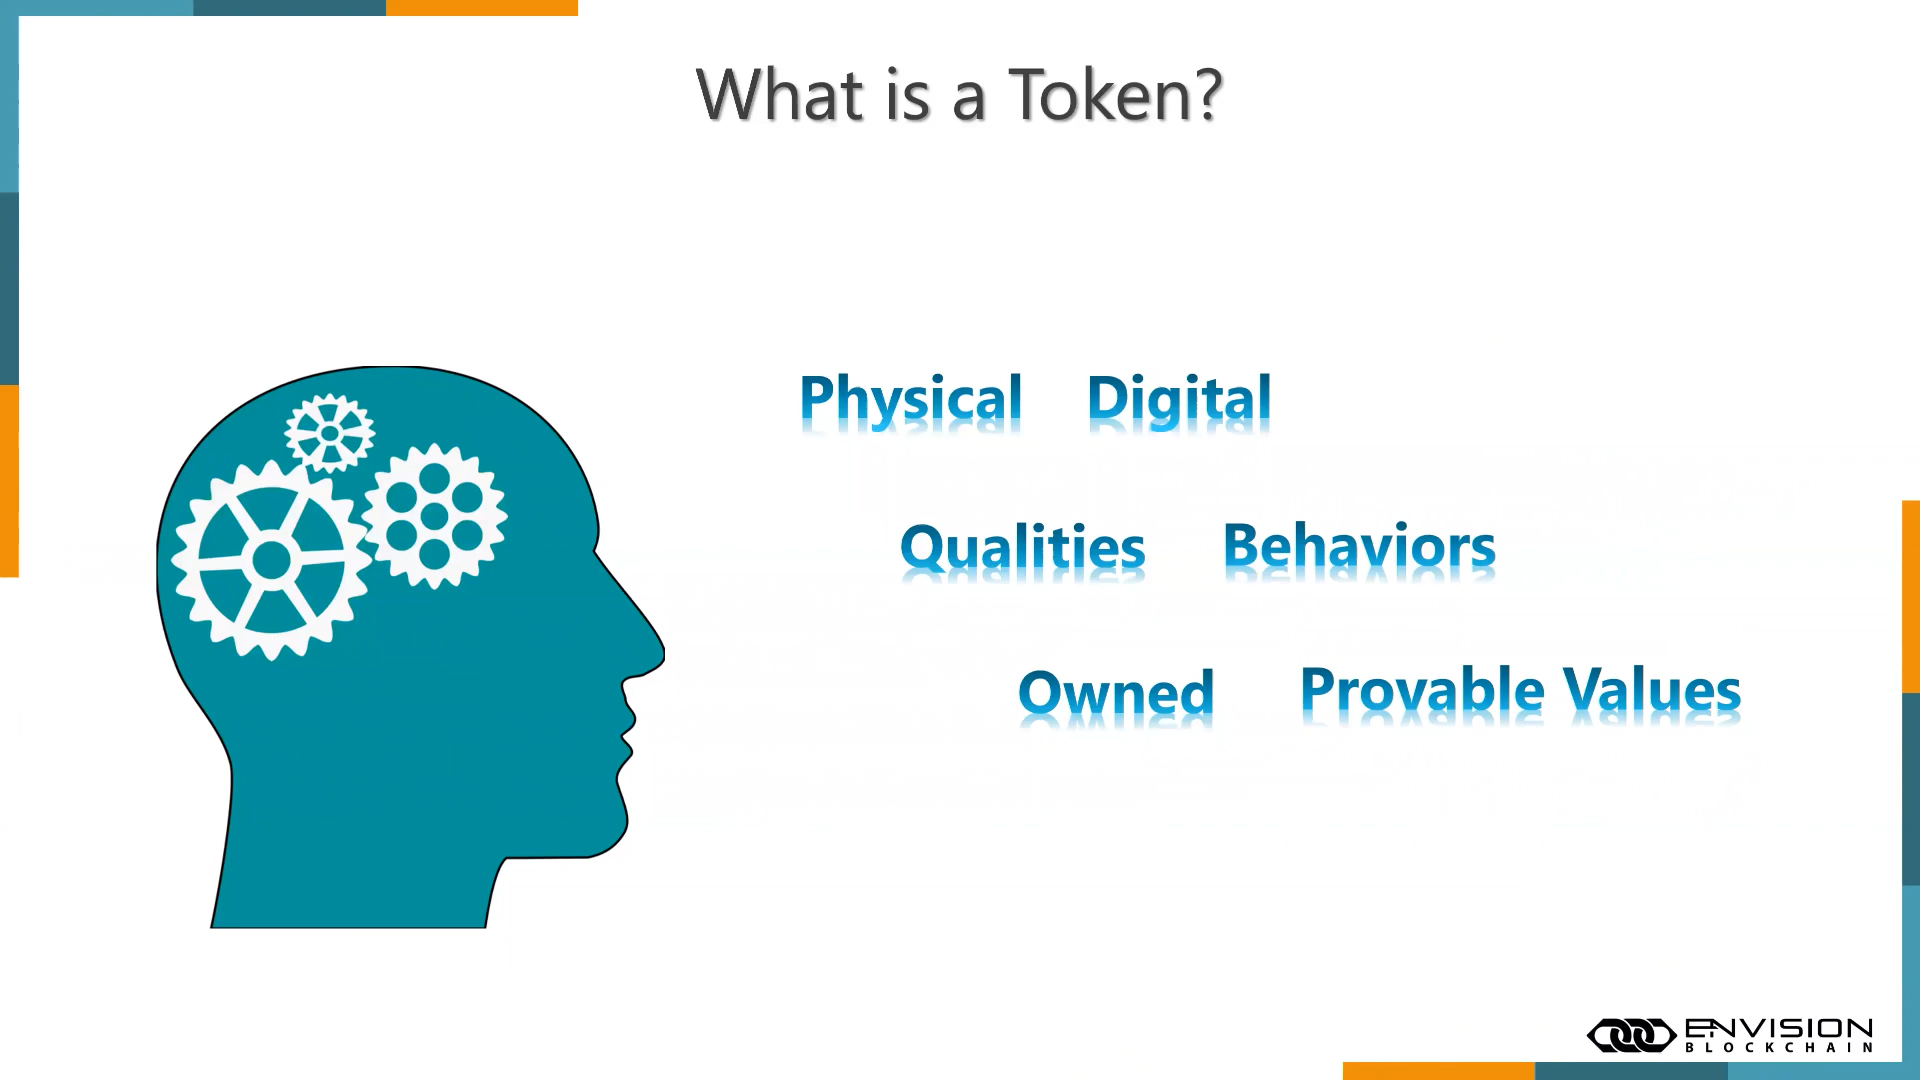 What is a Token?
Physical Digital
Qualities Behaviors
Owned Provable Values
ENVISION
BLOCKCHAIN